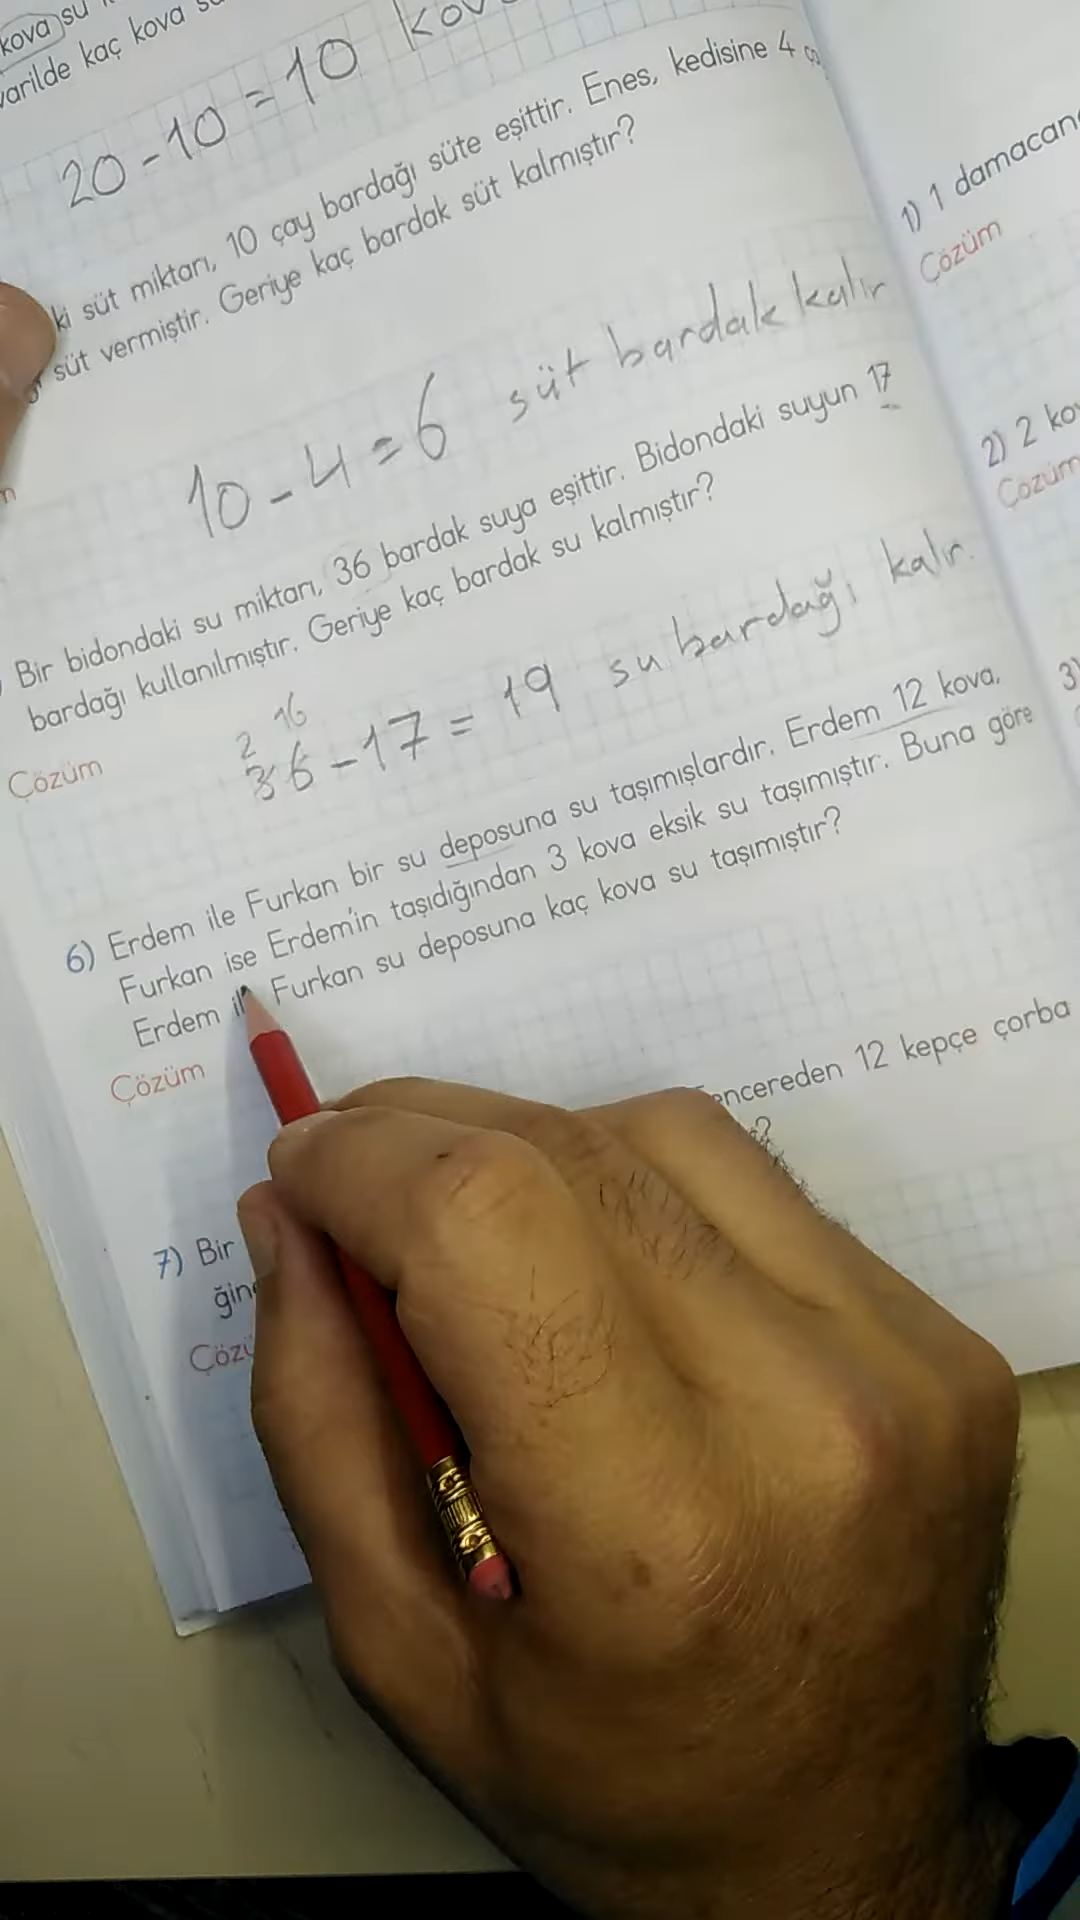 kova su
varilde kaç kova su
20-10=10 kov
ki süt miktarı, 10 çay bardağı süte eşittir. Enes, kedisine 4 ça
süt vermiştir. Geriye kaç bardak süt kalmıştır?
10-4=6 süt bardak kalır
Bir bidondaki su miktarı, 36 bardak suya eşittir. Bidondaki suyun 17
bardağı kullanılmıştır. Geriye kaç bardak su kalmıştır?
Çözüm
2 16
36-17=19 su bardağı kalır.
6) Erdem ile Furkan bir su deposuna su taşımışlardır. Erdem 12 kova,
Furkan ise Erdem'in taşıdığından 3 kova eksik su taşımıştır. Buna göre
Erdem il Furkan su deposuna kaç kova su taşımıştır?
Çözüm
encereden 12 kepçe çorba
7) Bir
ğin
Çözü
1) 1 damacan
Çözüm
2) 2 ko
Çözüm
3)